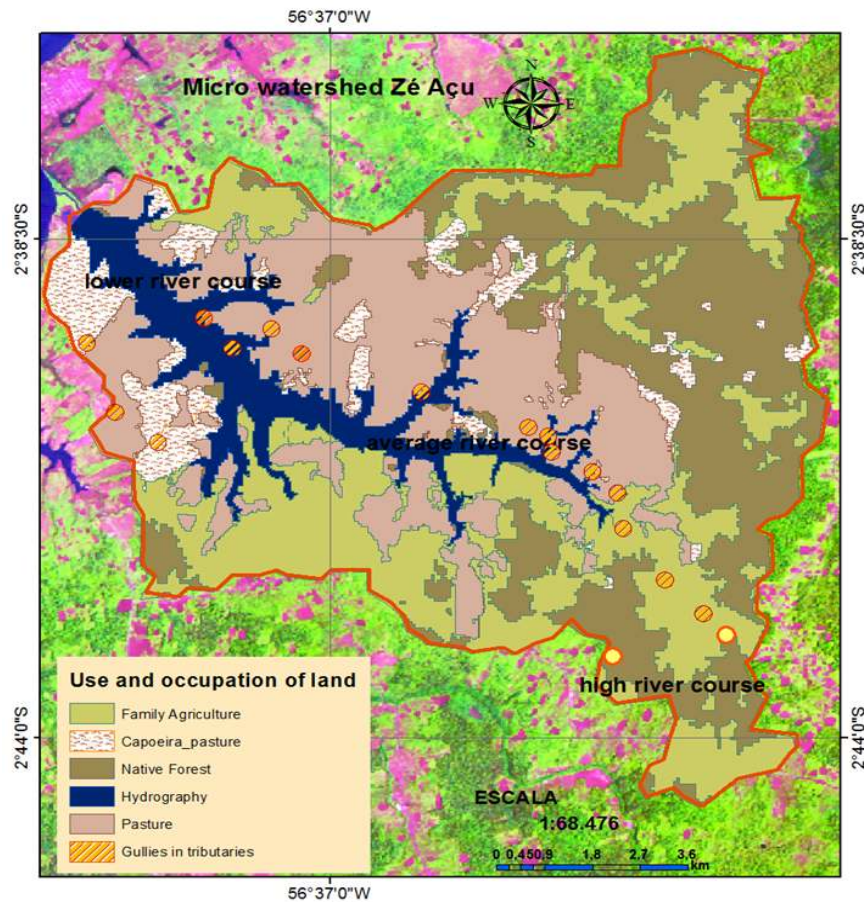 56°37'0"W
Micro watershed Zé Açu
N
W
E
S
2°38'30"S
2°38'30"S
lower river course
average river course
high river course
Use and occupation of land
Family Agriculture
Capoeira_pasture
Native Forest
Hydrography
Pasture
Gullies in tributaries
2°44'0"S
2°44'0"S
ESCALA
1:68.476
0 0,450,9 1,8 2,7 3,6
km
56°37'0"W